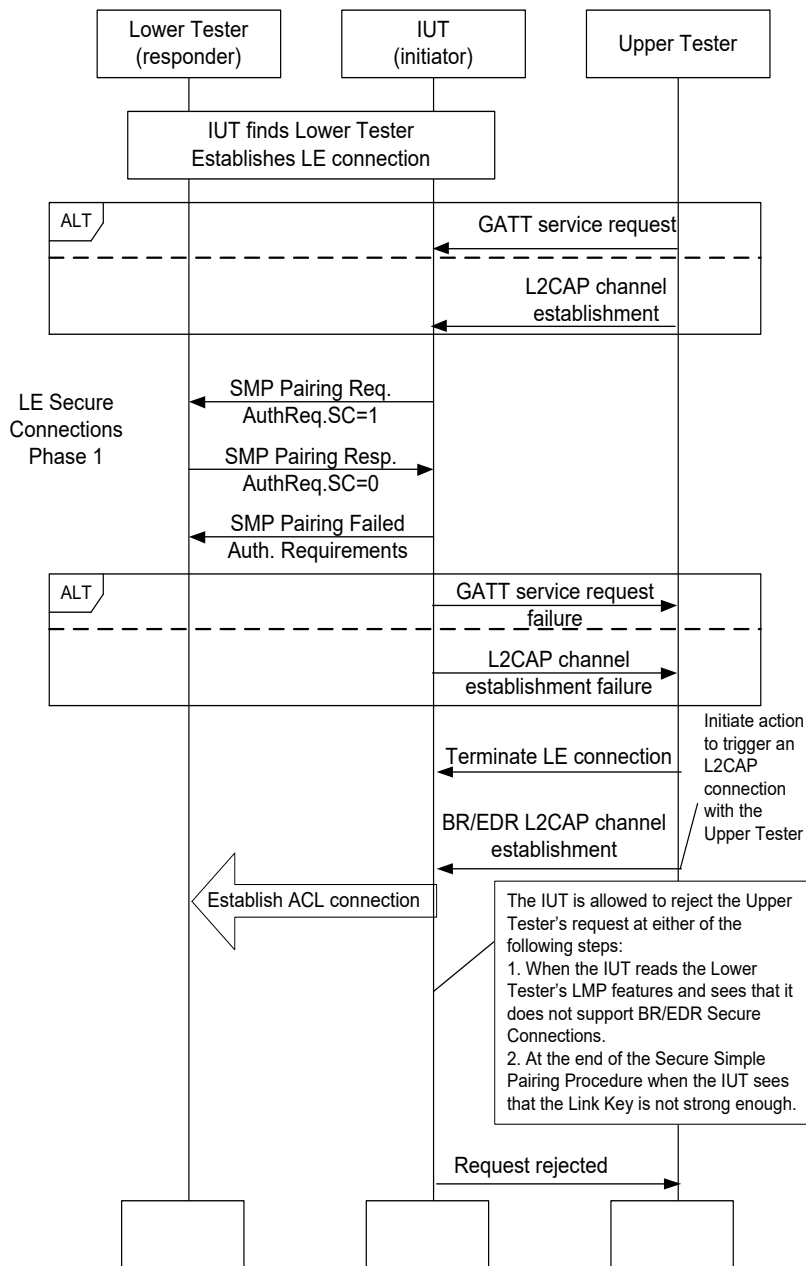 Lower Tester
(responder)
IUT
(initiator)
Upper Tester
IUT finds Lower Tester
Establishes LE connection
ALT
GATT service request
L2CAP channel
establishment
LE Secure
Connections
Phase 1
SMP Pairing Req.
AuthReq.SC=1
SMP Pairing Resp.
AuthReq.SC=0
SMP Pairing Failed
Auth. Requirements
ALT
GATT service request
failure
L2CAP channel
establishment failure
Initiate action
to trigger an
L2CAP
connection
with the
Upper Tester
Terminate LE connection
BR/EDR L2CAP channel
establishment
Establish ACL connection
The IUT is allowed to reject the Upper
Tester’s request at either of the
following steps:
1. When the IUT reads the Lower
Tester’s LMP features and sees that it
does not support BR/EDR Secure
Connections.
2. At the end of the Secure Simple
Pairing Procedure when the IUT sees
that the Link Key is not strong enough.
Request rejected